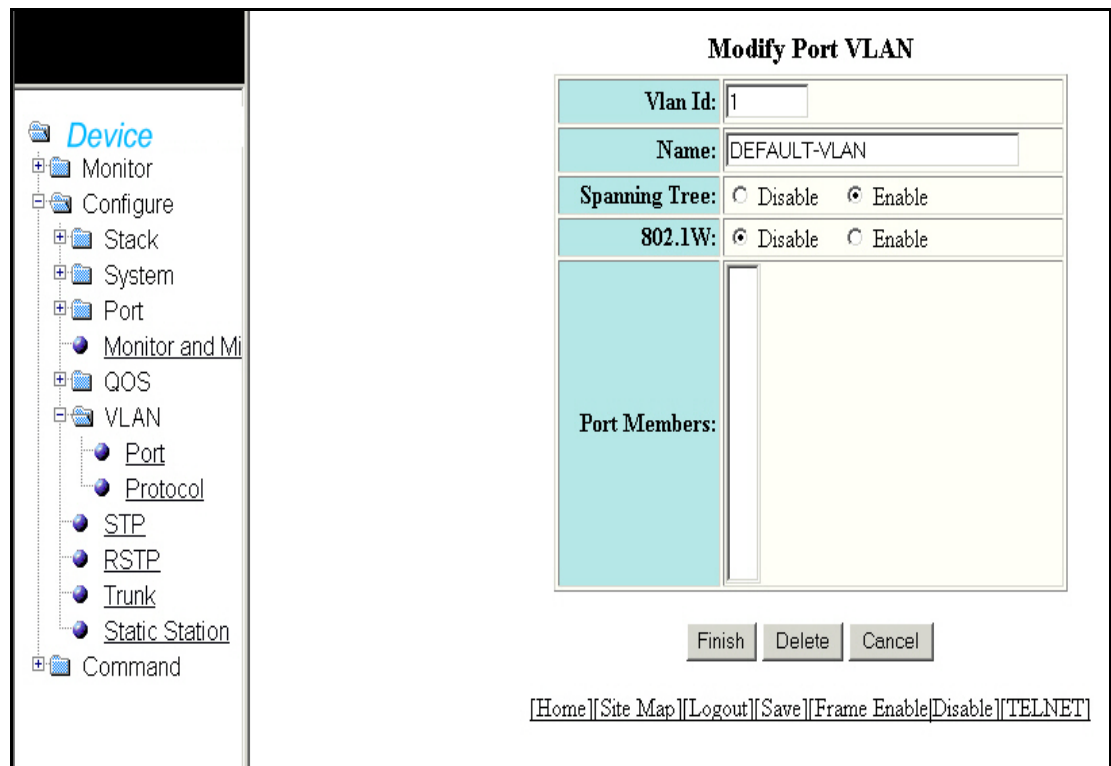 Device
Monitor
Configure
Stack
System
Port
Monitor and Mi
QOS
VLAN
Port
Protocol
STP
RSTP
Trunk
Static Station
Command
Modify Port VLAN
Vlan Id: 1
Name: DEFAULT-VLAN
Spanning Tree: Disable Enable
802.1W: Disable Enable
Port Members:
Finish Delete Cancel
[Home][Site Map][Logout][Save][Frame Enable|Disable][TELNET]